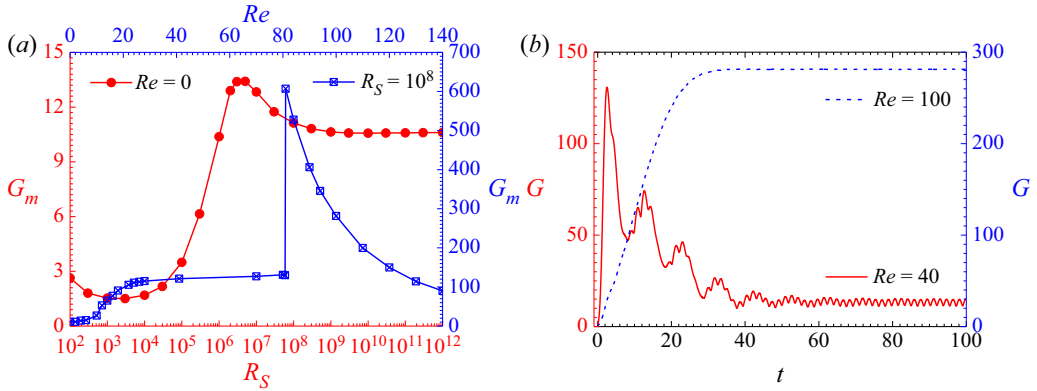 Re
(a)
0 20 40 60 80 100 120 140
15 12 9 6 3 0
700 600 500 400 300 200 100 0
G_m
G_m
Re = 0
R_S = 10^8
10^2 10^3 10^4 10^5 10^6 10^7 10^8 10^9 10^10 10^11 10^12
R_S
(b)
150 100 50 0
300 200 100 0
G
G
Re = 100
Re = 40
0 20 40 60 80 100
t